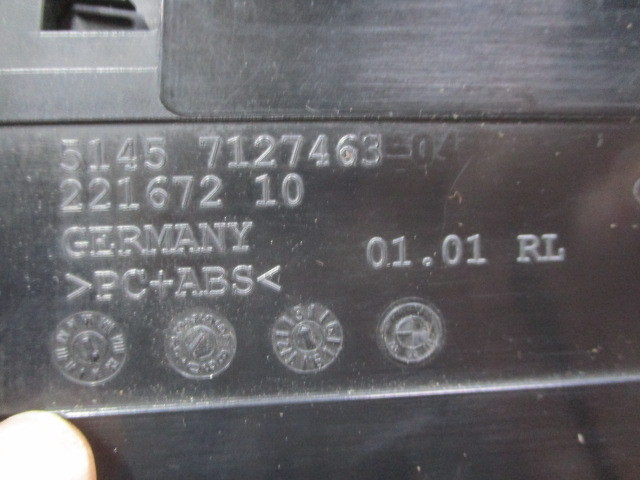 5145 7127463
221672 10
GERMANY
01.01 RL
>PC+ABS<